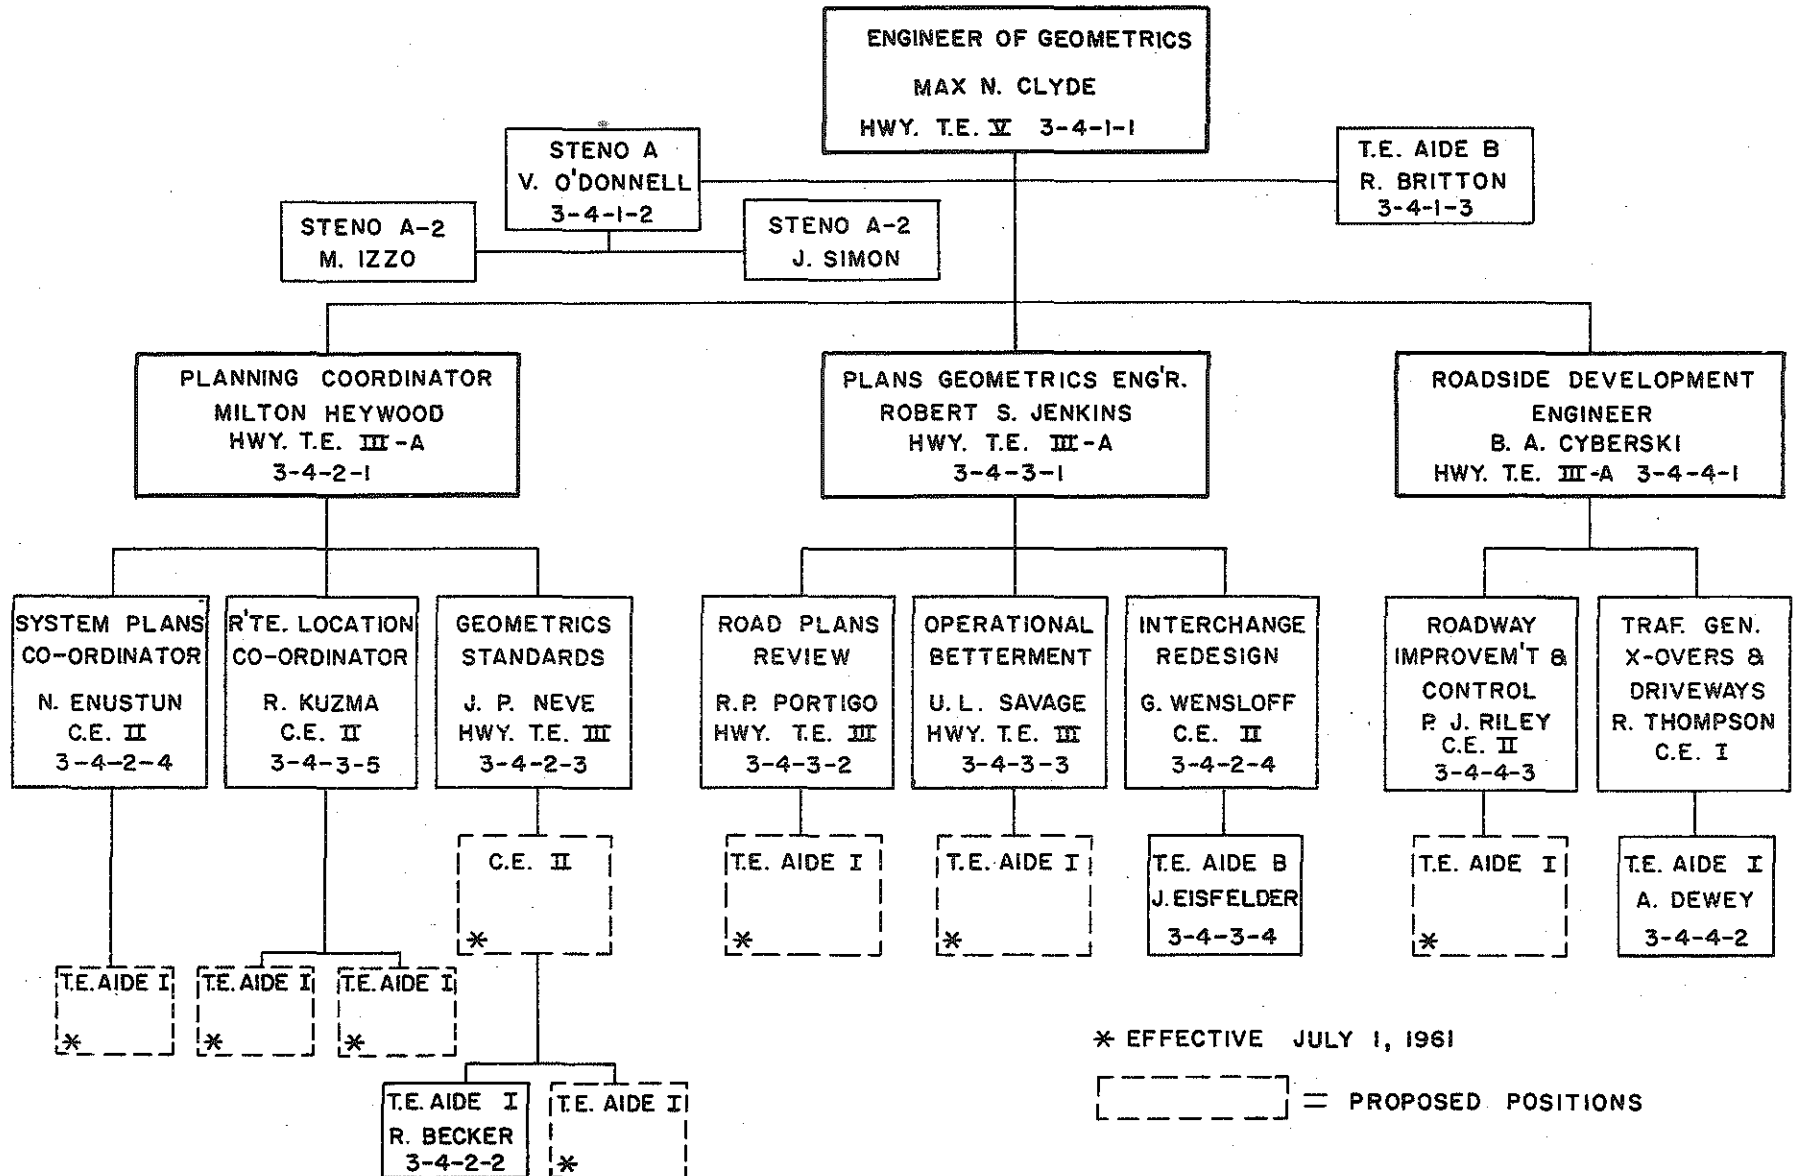 ENGINEER OF GEOMETRICS
MAX N. CLYDE
HWY. T.E. V 3-4-1-1
STENO A
V. O'DONNELL
3-4-1-2
T.E. AIDE B
R. BRITTON
3-4-1-3
STENO A-2
M. IZZO
STENO A-2
J. SIMON
PLANNING COORDINATOR
MILTON HEYWOOD
HWY. T.E. III-A
3-4-2-1
PLANS GEOMETRICS ENG'R.
ROBERT S. JENKINS
HWY. T.E. III-A
3-4-3-1
ROADSIDE DEVELOPMENT
ENGINEER
B. A. CYBERSKI
HWY. T.E. III-A 3-4-4-1
SYSTEM PLANS
CO-ORDINATOR
N. ENUSTUN
C.E. II
3-4-2-4
R'TE. LOCATION
CO-ORDINATOR
R. KUZMA
C.E. II
3-4-3-5
GEOMETRICS
STANDARDS
J. P. NEVE
HWY. T.E. III
3-4-2-3
ROAD PLANS
REVIEW
R.P. PORTIGO
HWY. T.E. III
3-4-3-2
OPERATIONAL
BETTERMENT
U. L. SAVAGE
HWY. T.E. III
3-4-3-3
INTERCHANGE
REDESIGN
G. WENSLOFF
C.E. II
3-4-2-4
ROADWAY
IMPROVEM'T &
CONTROL
P. J. RILEY
C.E. II
3-4-4-3
TRAF. GEN.
X-OVERS &
DRIVEWAYS
R. THOMPSON
C.E. I
C.E. II
*
T.E. AIDE I
*
T.E. AIDE I
*
T.E. AIDE B
J. EISFELDER
3-4-3-4
T.E. AIDE I
*
T.E. AIDE I
A. DEWEY
3-4-4-2
T.E. AIDE I
*
T.E. AIDE I
*
T.E. AIDE I
*
T.E. AIDE I
R. BECKER
3-4-2-2
T.E. AIDE I
*
* EFFECTIVE JULY 1, 1961
= PROPOSED POSITIONS